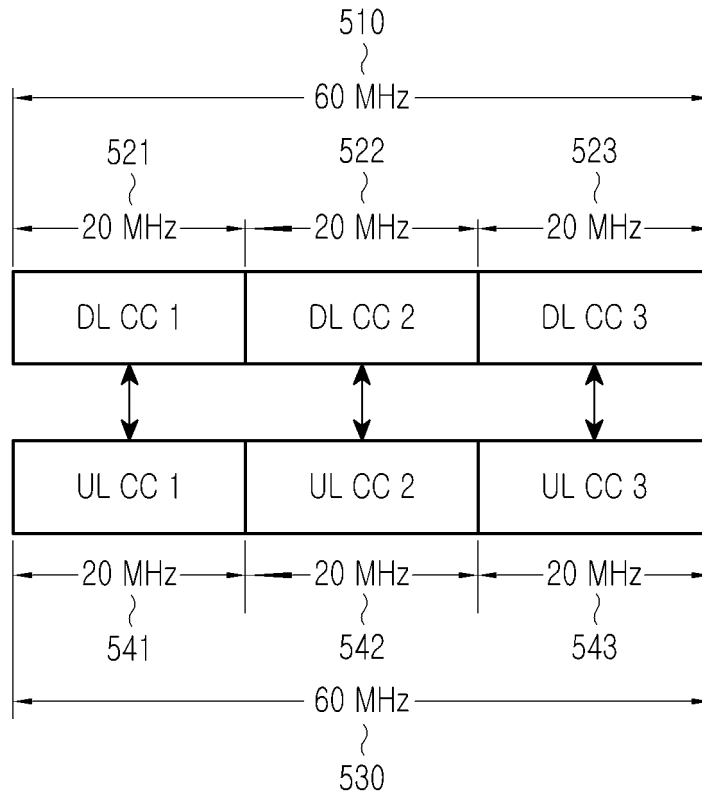 510
60 MHz
521 522 523
20 MHz 20 MHz 20 MHz
DL CC 1 DL CC 2 DL CC 3
UL CC 1 UL CC 2 UL CC 3
20 MHz 20 MHz 20 MHz
541 542 543
60 MHz
530